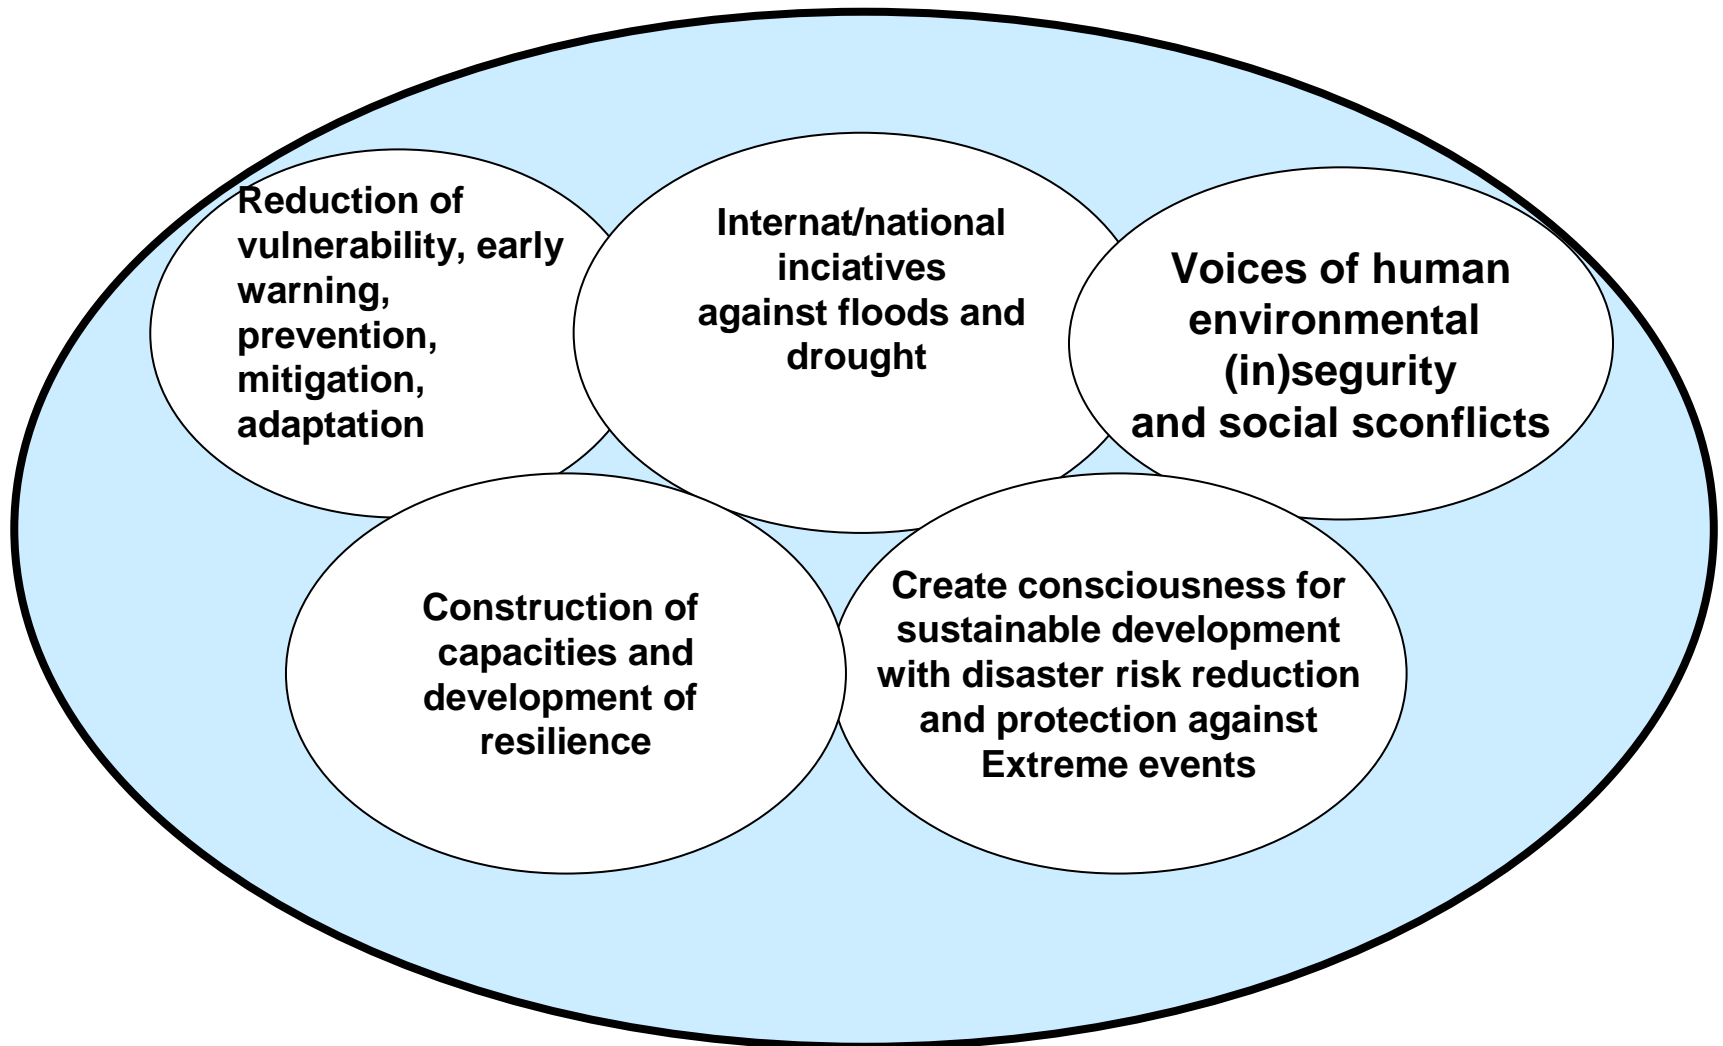 Reduction of
vulnerability, early
warning,
prevention,
mitigation,
adaptation
Internat/national
inciatives
against floods and
drought
Voices of human
environmental
(in)segurity
and social sconflicts
Construction of
capacities and
development of
resilience
Create consciousness for
sustainable development
with disaster risk reduction
and protection against
Extreme events